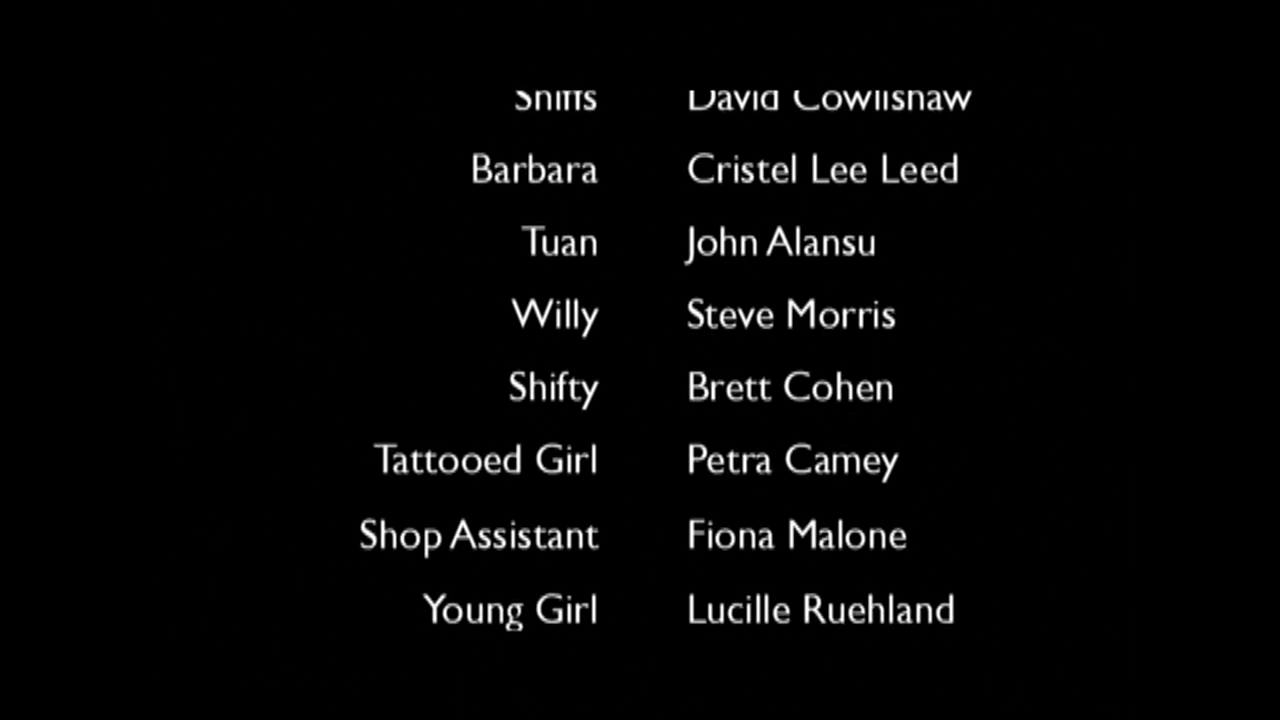 Sniffs David Cowlishaw
Barbara Cristel Lee Leed
Tuan John Alansu
Willy Steve Morris
Shifty Brett Cohen
Tattooed Girl Petra Camey
Shop Assistant Fiona Malone
Young Girl Lucille Ruehland